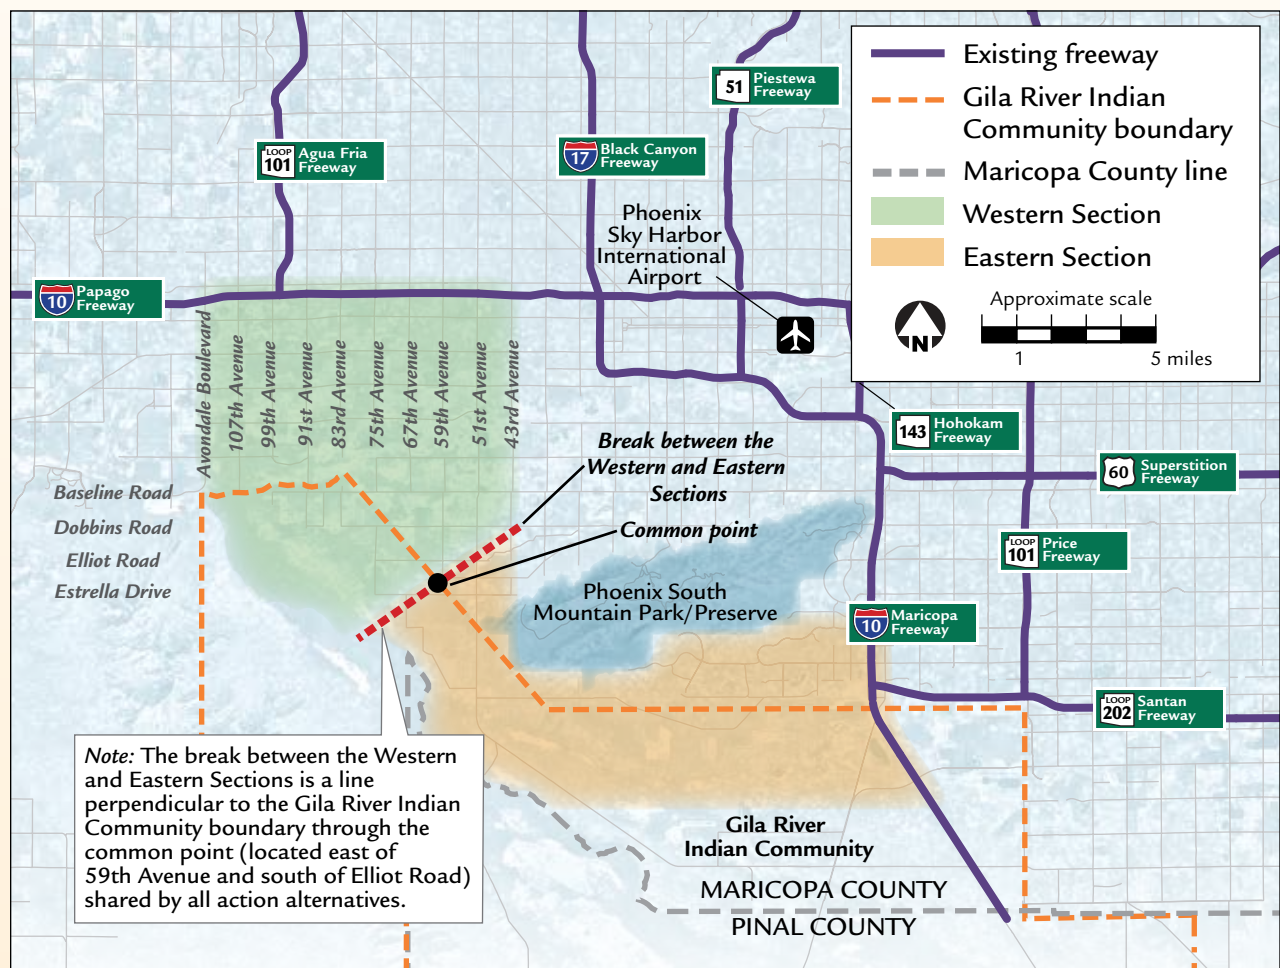 51
Piestewa
Freeway
LOOP
101
Agua Fria
Freeway
17
Black Canyon
Freeway
Existing freeway
Gila River Indian
Community boundary
Maricopa County line
Western Section
Eastern Section
N
Approximate scale
1
5 miles
Phoenix
Sky Harbor
International
Airport
10
Papago
Freeway
Avondale Boulevard
107th Avenue
99th Avenue
91st Avenue
83rd Avenue
75th Avenue
67th Avenue
59th Avenue
51st Avenue
43rd Avenue
143
Hohokam
Freeway
60
Superstition
Freeway
Break between the
Western and Eastern
Sections
Common point
Baseline Road
Dobbins Road
Elliot Road
Estrella Drive
LOOP
101
Price
Freeway
Phoenix South
Mountain Park/Preserve
10
Maricopa
Freeway
LOOP
202
Santan
Freeway
Note: The break between the Western
and Eastern Sections is a line
perpendicular to the Gila River Indian
Community boundary through the
common point (located east of
59th Avenue and south of Elliot Road)
shared by all action alternatives.
Gila River
Indian Community
MARICOPA COUNTY
PINAL COUNTY